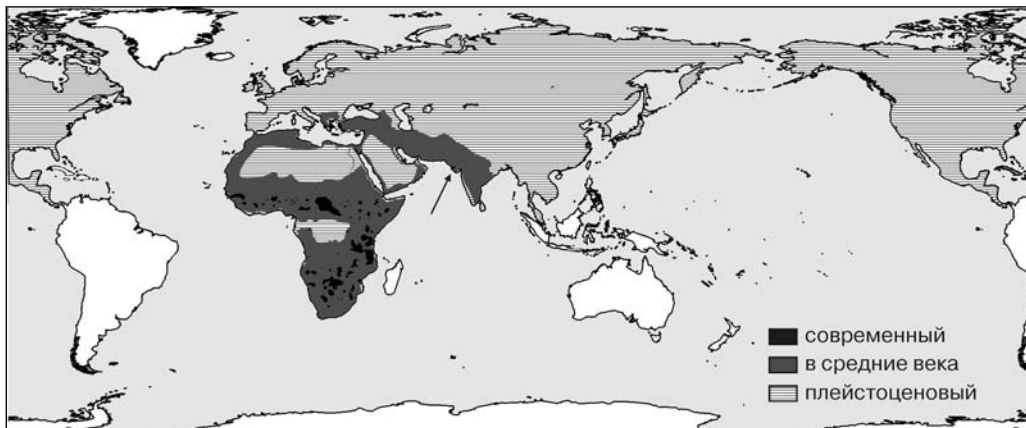 современный
в средние века
плейстоценовый